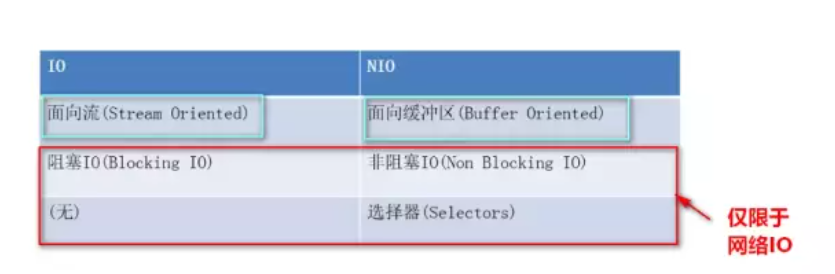 IO NIO
面向流(Stream Oriented) 面向缓冲区(Buffer Oriented)
阻塞IO(Blocking IO) 非阻塞IO(Non Blocking IO)
(无) 选择器(Selectors)
仅限于
网络IO